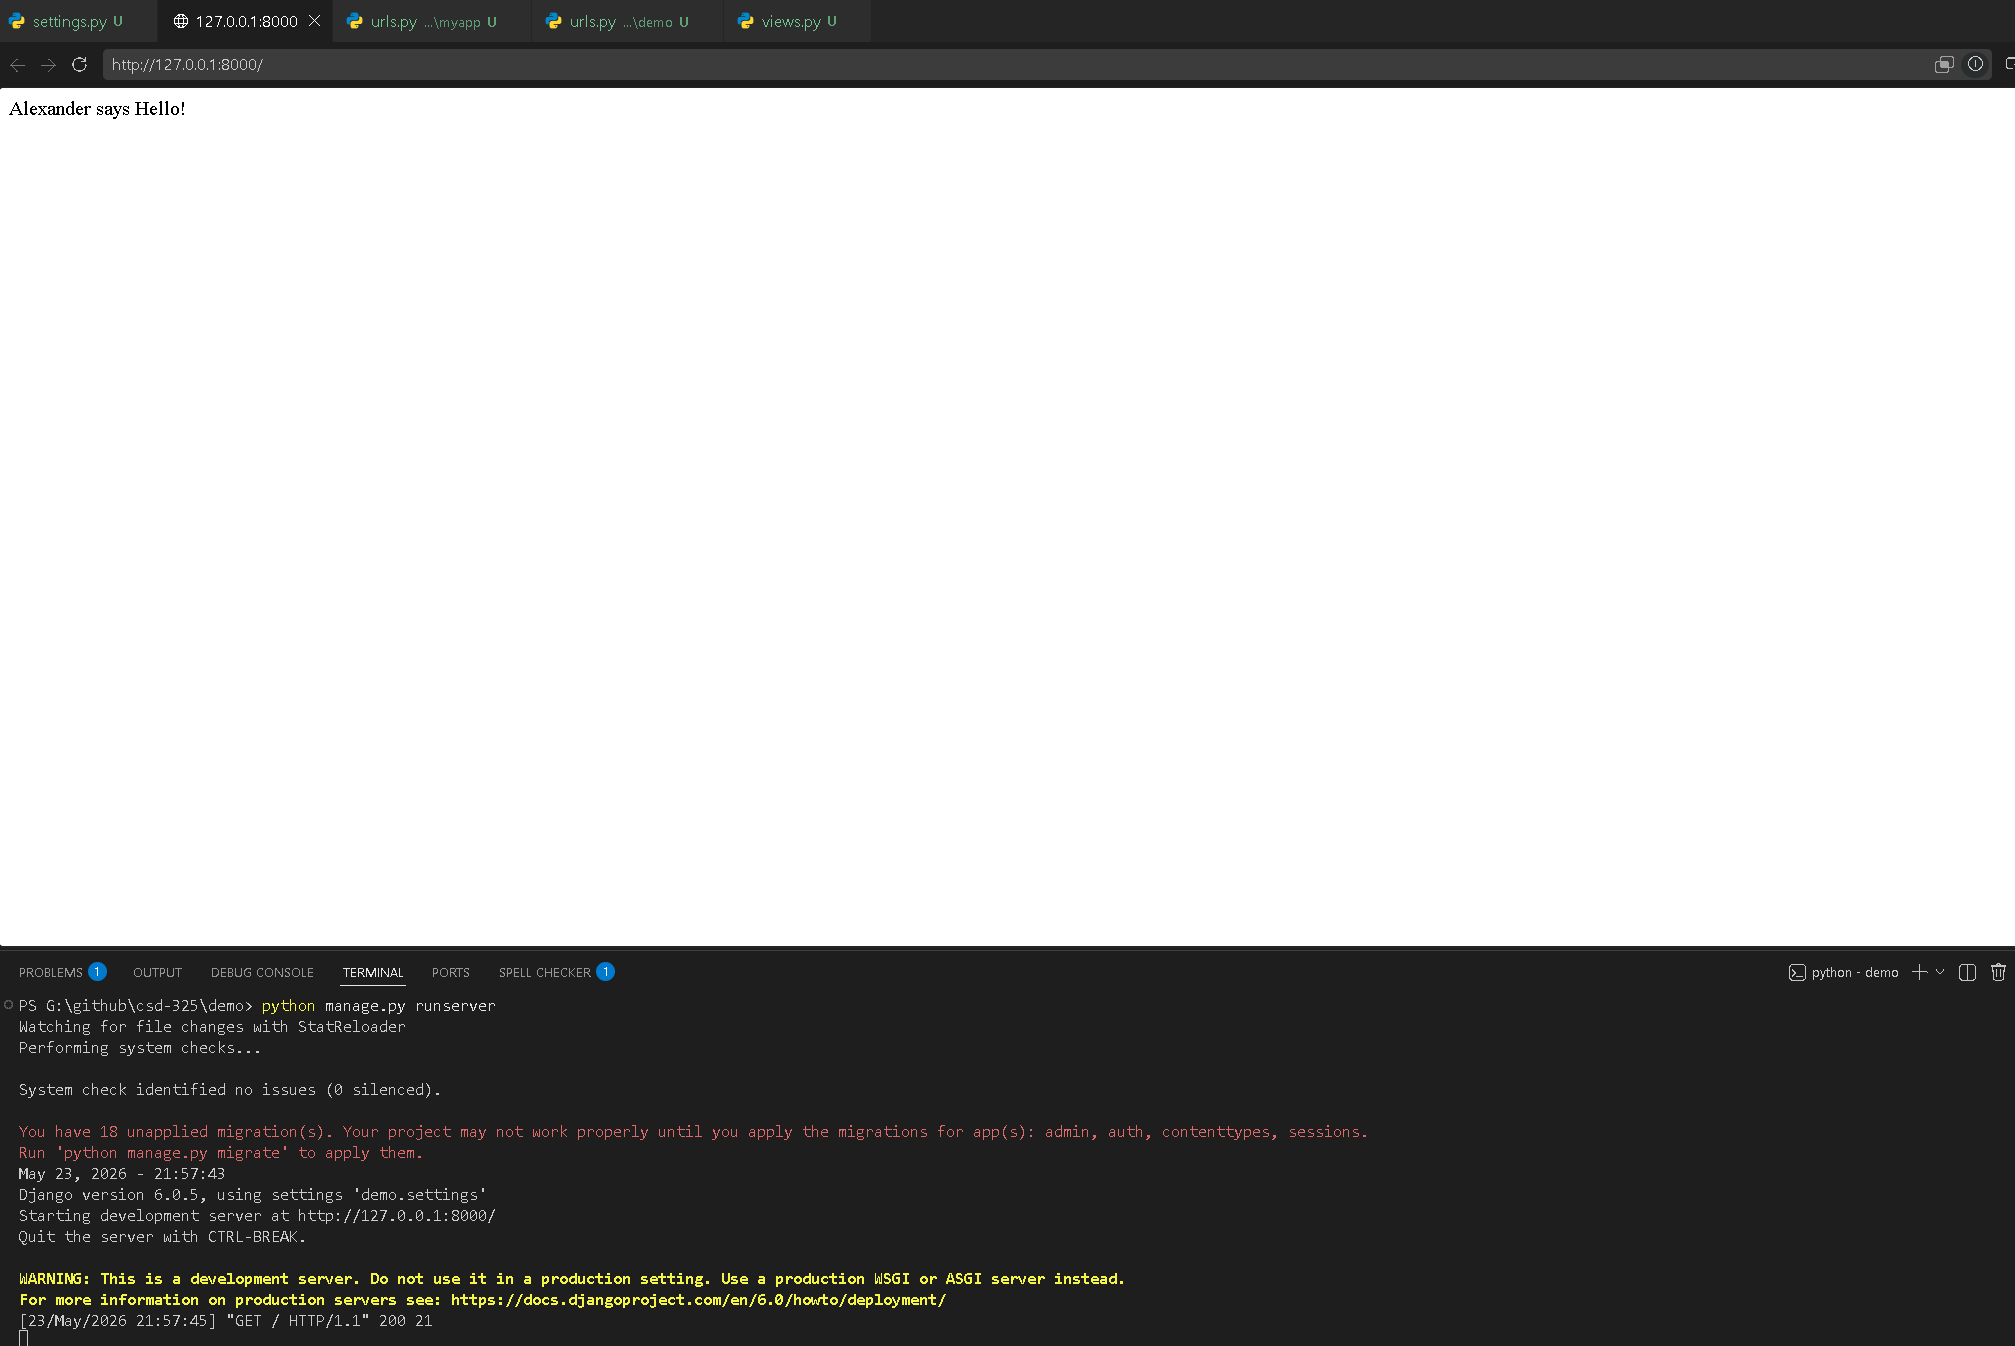 settings.py U 127.0.0.1:8000 urls.py ...\myapp U urls.py ...\demo U views.py U
http://127.0.0.1:8000/
Alexander says Hello!
PROBLEMS 1 OUTPUT DEBUG CONSOLE TERMINAL PORTS SPELL CHECKER 1 python - demo
PS G:\github\csd-325\demo> python manage.py runserver
Watching for file changes with StatReloader
Performing system checks...
System check identified no issues (0 silenced).
You have 18 unapplied migration(s). Your project may not work properly until you apply the migrations for app(s): admin, auth, contenttypes, sessions.
Run 'python manage.py migrate' to apply them.
May 23, 2026 - 21:57:43
Django version 6.0.5, using settings 'demo.settings'
Starting development server at http://127.0.0.1:8000/
Quit the server with CTRL-BREAK.
WARNING: This is a development server. Do not use it in a production setting. Use a production WSGI or ASGI server instead.
For more information on production servers see: https://docs.djangoproject.com/en/6.0/howto/deployment/
[23/May/2026 21:57:45] "GET / HTTP/1.1" 200 21